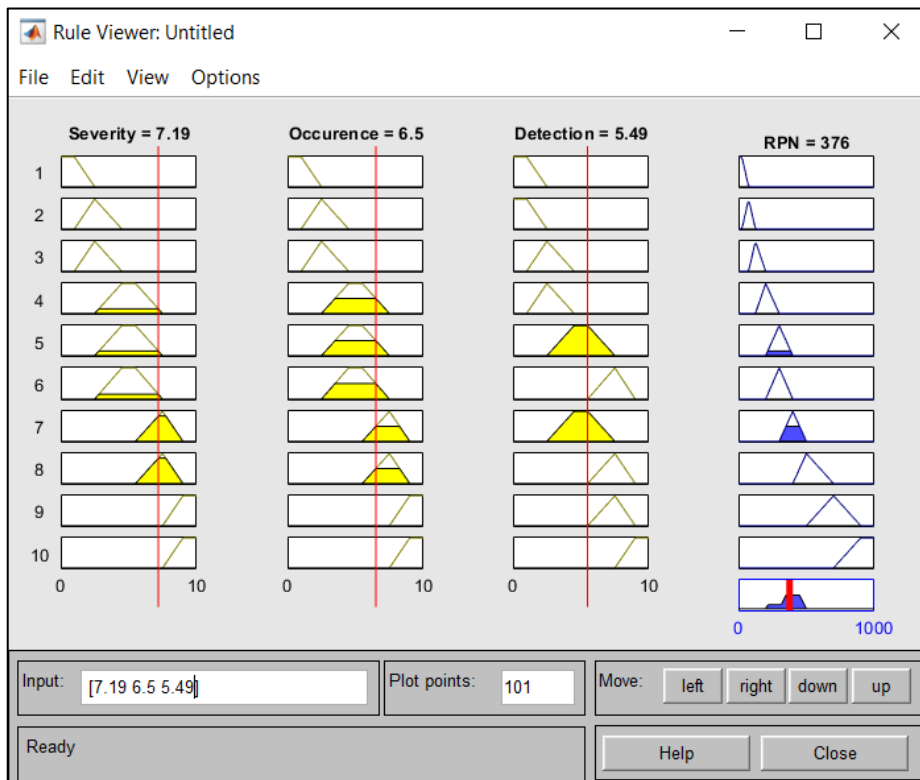 Rule Viewer: Untitled
File Edit View Options
Severity = 7.19 Occurence = 6.5 Detection = 5.49 RPN = 376
1
2
3
4
5
6
7
8
9
10
0 10 0 10 0 10
0 1000
Input: [7.19 6.5 5.49] Plot points: 101 Move: left right down up
Ready Help Close